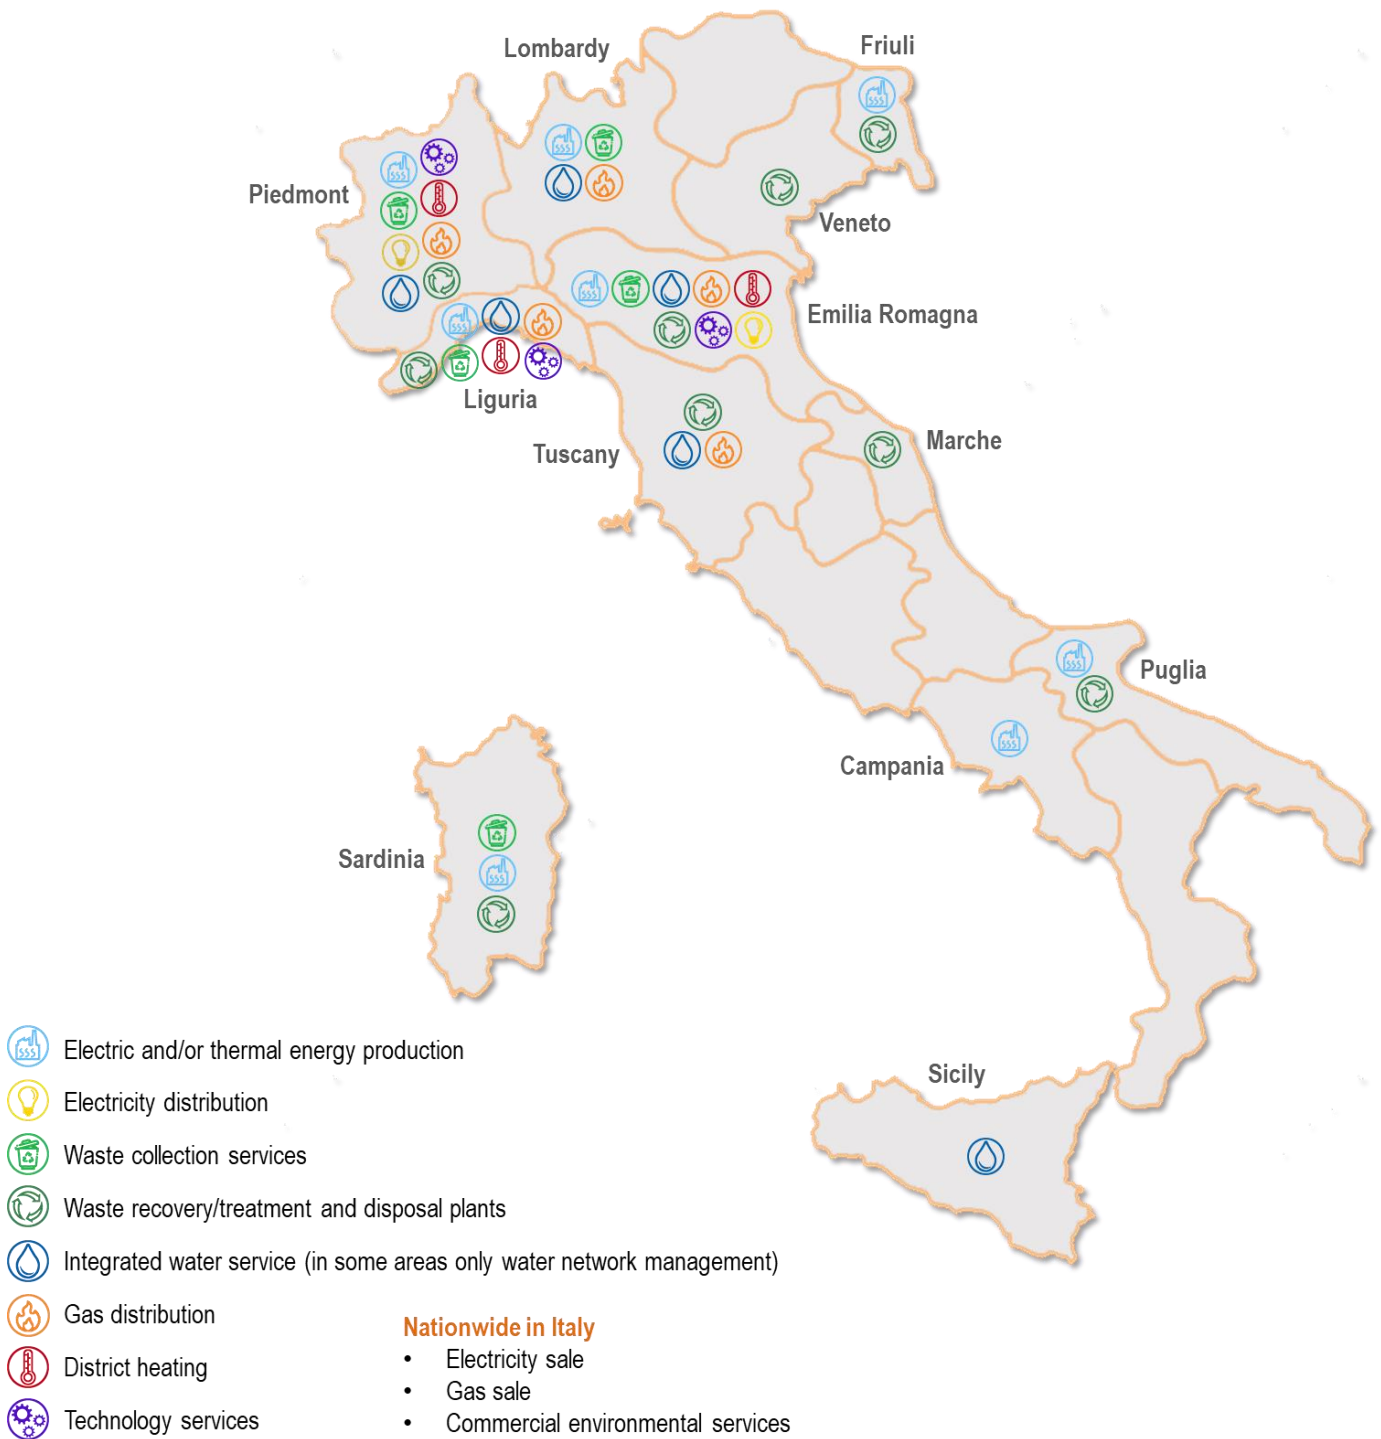 Lombardy
Friuli
Piedmont
Veneto
Emilia Romagna
Liguria
Tuscany
Marche
Puglia
Campania
Sardinia
Sicily
Electric and/or thermal energy production
Electricity distribution
Waste collection services
Waste recovery/treatment and disposal plants
Integrated water service (in some areas only water network management)
Gas distribution
District heating
Technology services
Nationwide in Italy
• Electricity sale
• Gas sale
• Commercial environmental services